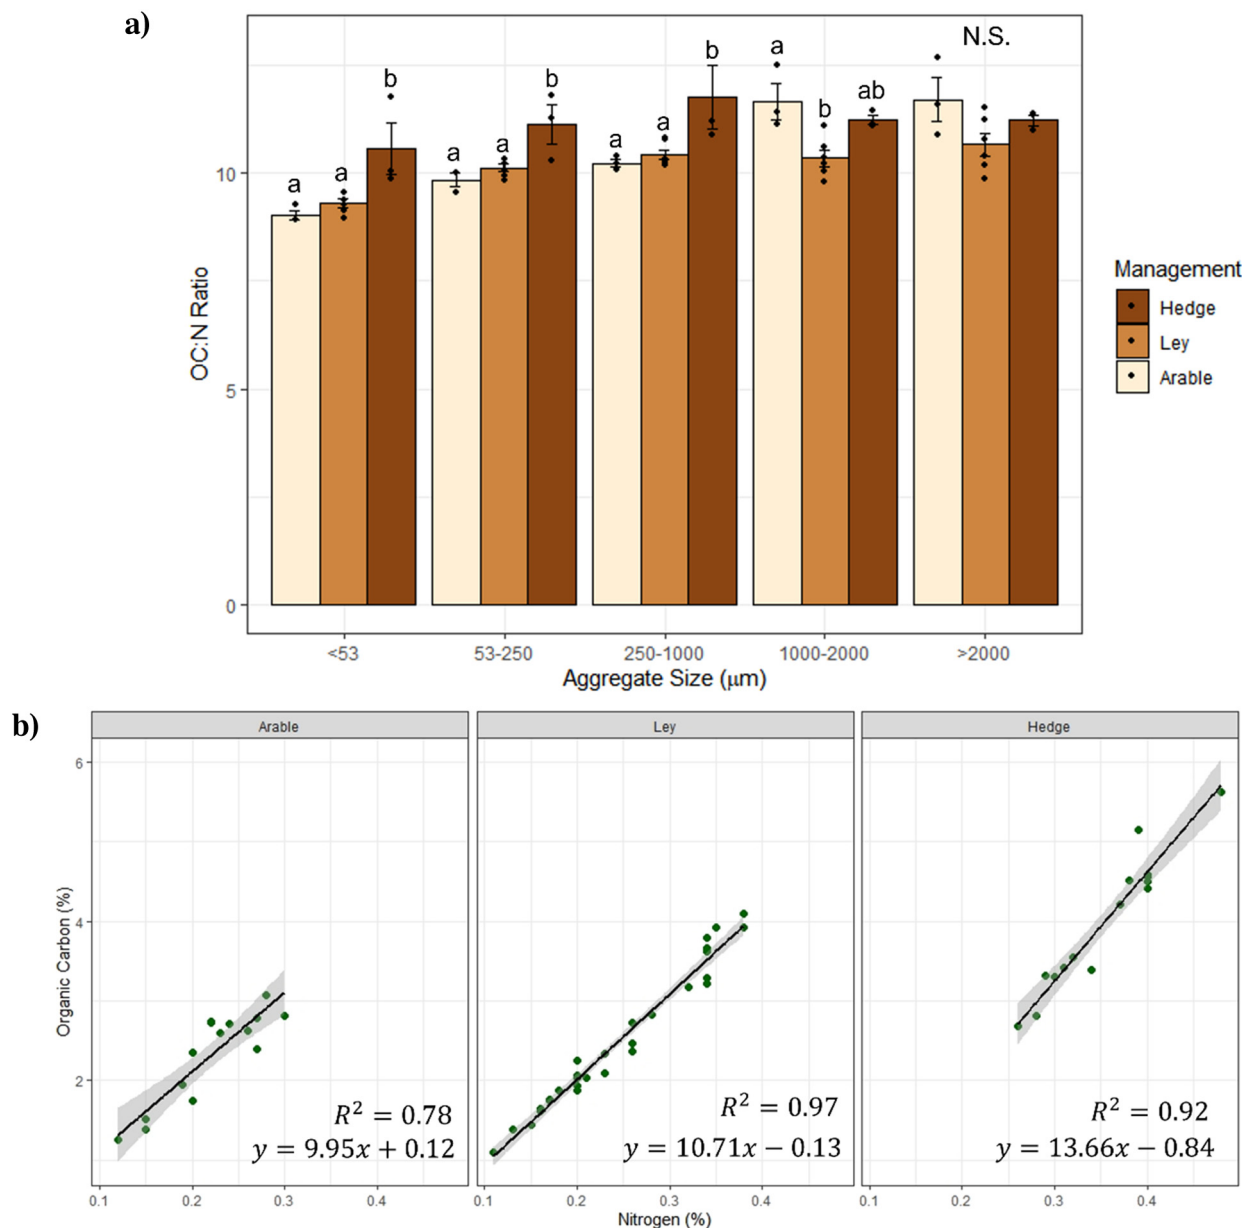 a)
N.S.
a
b
b
b
a
ab
b
a
a
a
a
a
a
10
5
0
OC:N Ratio
<53
53-250
250-1000
1000-2000
>2000
Aggregate Size (μm)
Management
Hedge
Ley
Arable
b)
Arable
Ley
Hedge
6
4
2
Organic Carbon (%)
R² = 0.78
y = 9.95x + 0.12
R² = 0.97
y = 10.71x − 0.13
R² = 0.92
y = 13.66x − 0.84
0.1
0.2
0.3
0.4
0.1
0.2
0.3
0.4
0.1
0.2
0.3
0.4
Nitrogen (%)